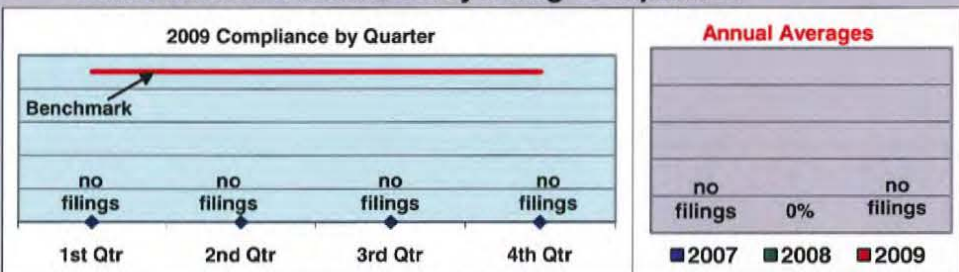 2009 Compliance by Quarter
Benchmark
no filings
no filings
no filings
no filings
1st Qtr
2nd Qtr
3rd Qtr
4th Qtr
Annual Averages
no filings
0%
no filings
2007
2008
2009